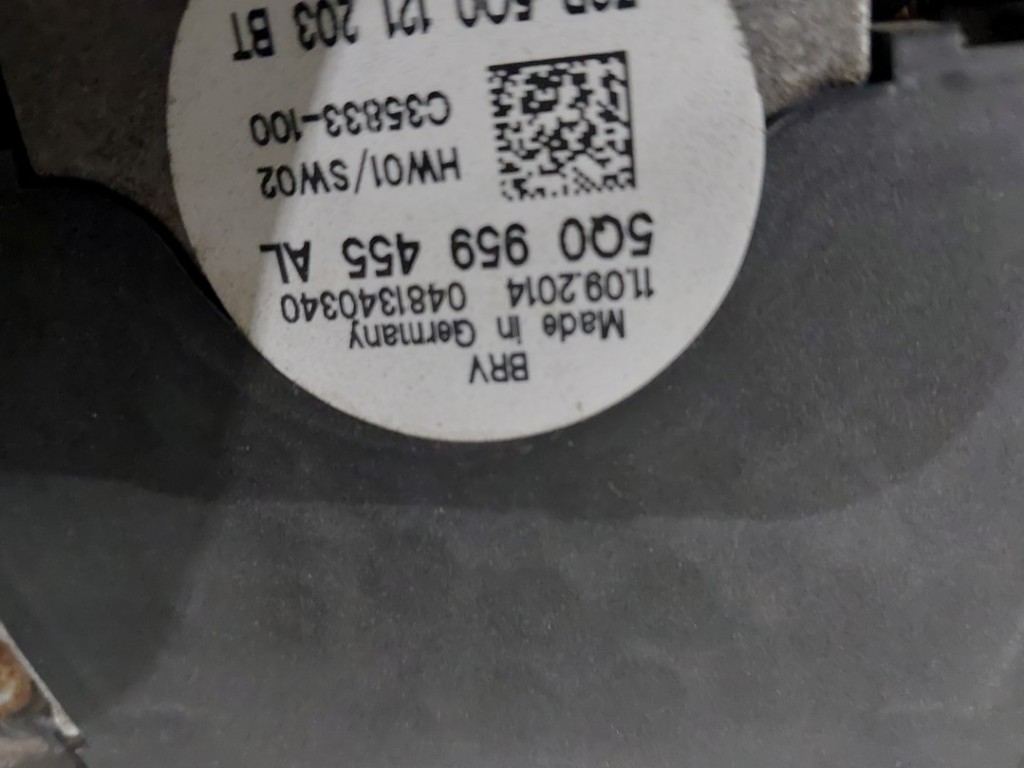 BRV
Made in Germany
11.09.2014 0481340340
5Q0 959 455 AL
HW01/SW02
C35833-100
5Q0 121 203 BT